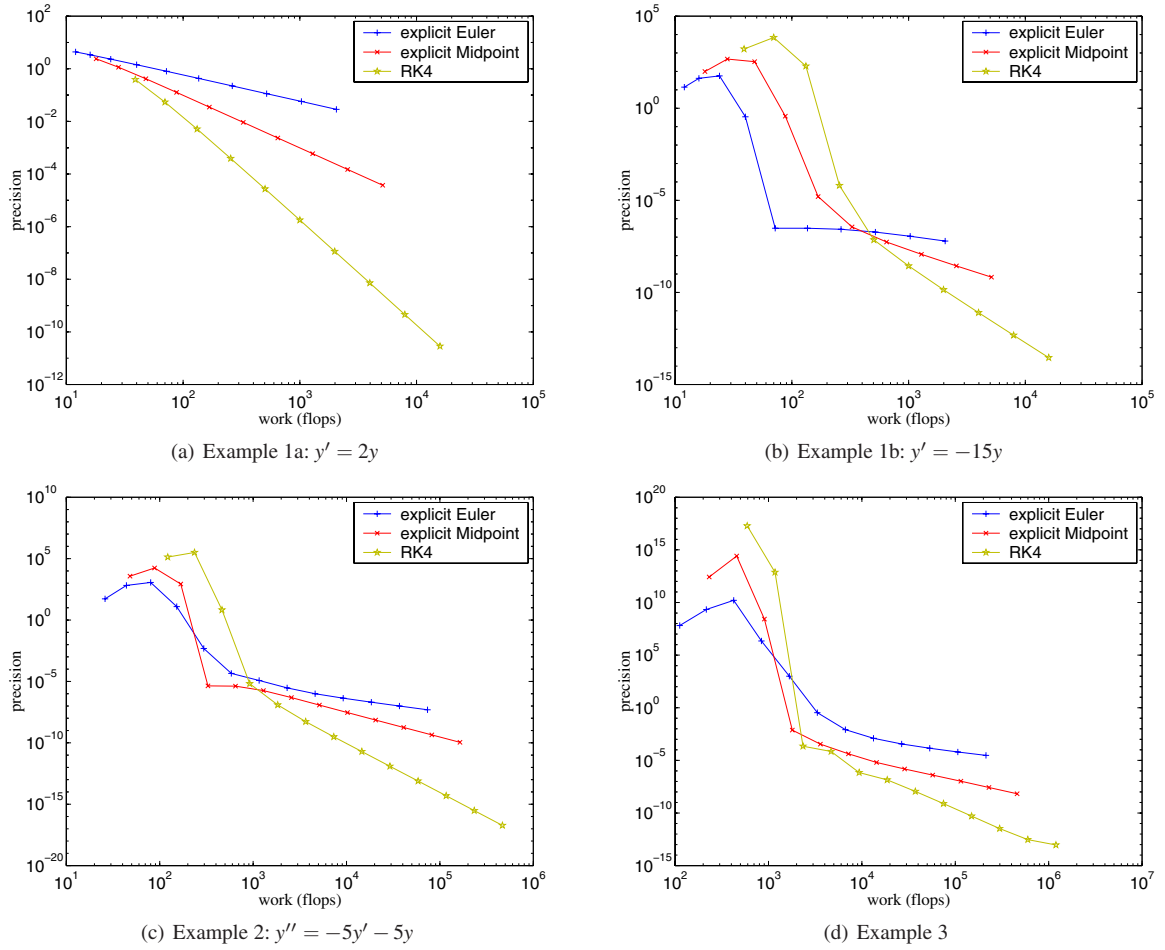 10^2
10^0
10^-2
10^-4
10^-6
10^-8
10^-10
10^-12
precision
explicit Euler
explicit Midpoint
RK4
10^1 10^2 10^3 10^4 10^5
work (flops)
(a) Example 1a: y′ = 2y
10^5
10^0
10^-5
10^-10
10^-15
precision
explicit Euler
explicit Midpoint
RK4
10^1 10^2 10^3 10^4 10^5
work (flops)
(b) Example 1b: y′ = −15y
10^10
10^5
10^0
10^-5
10^-10
10^-15
10^-20
precision
explicit Euler
explicit Midpoint
RK4
10^1 10^2 10^3 10^4 10^5 10^6
work (flops)
(c) Example 2: y′′ = −5y′ − 5y
10^20
10^15
10^10
10^5
10^0
10^-5
10^-10
10^-15
precision
explicit Euler
explicit Midpoint
RK4
10^2 10^3 10^4 10^5 10^6 10^7
work (flops)
(d) Example 3